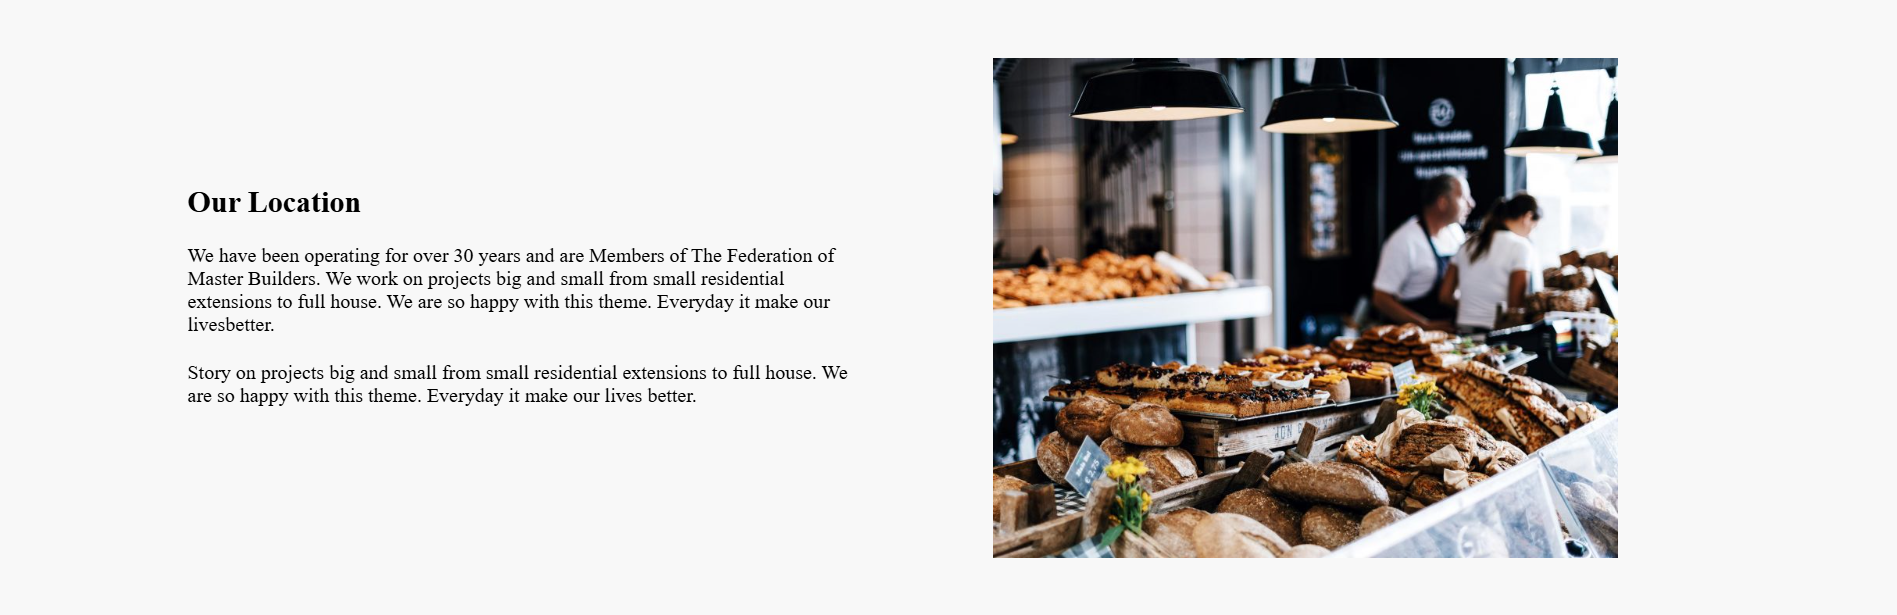 Our Location
We have been operating for over 30 years and are Members of The Federation of
Master Builders. We work on projects big and small from small residential
extensions to full house. We are so happy with this theme. Everyday it make our
livesbetter.
Story on projects big and small from small residential extensions to full house. We
are so happy with this theme. Everyday it make our lives better.